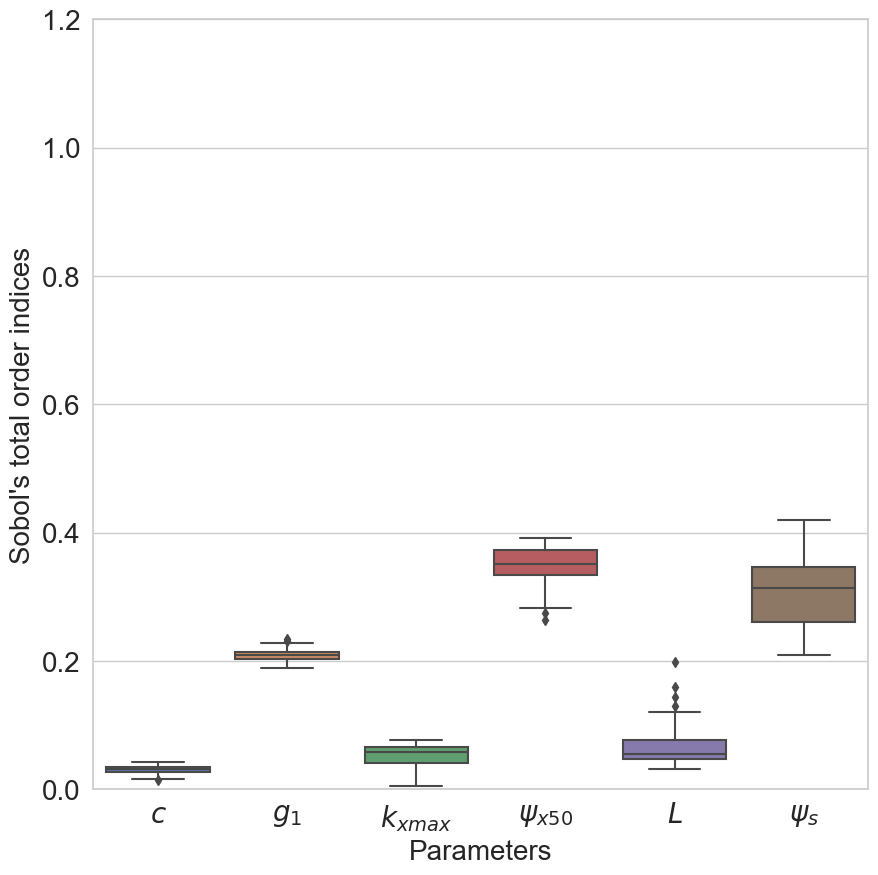 1.2
1.0
0.8
0.6
0.4
0.2
0.0
Sobol's total order indices
c g₁ kₓₘₐₓ ψₓ₅₀ L ψₛ
Parameters